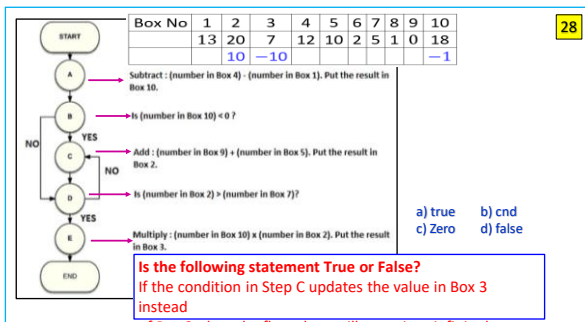 Box No 1 2 3 4 5 6 7 8 9 10
13 20 7 12 10 2 5 1 0 18
10 −10 −1
28
START
A
Subtract : (number in Box 4) - (number in Box 1). Put the result in
Box 10.
B
Is (number in Box 10) < 0 ?
NO
YES
C
Add : (number in Box 9) + (number in Box 5). Put the result in
Box 2.
NO
D
Is (number in Box 2) > (number in Box 7)?
YES
a) true b) cnd
c) Zero d) false
E
Multiply : (number in Box 10) x (number in Box 2). Put the result
in Box 3.
END
Is the following statement True or False?
If the condition in Step C updates the value in Box 3
instead